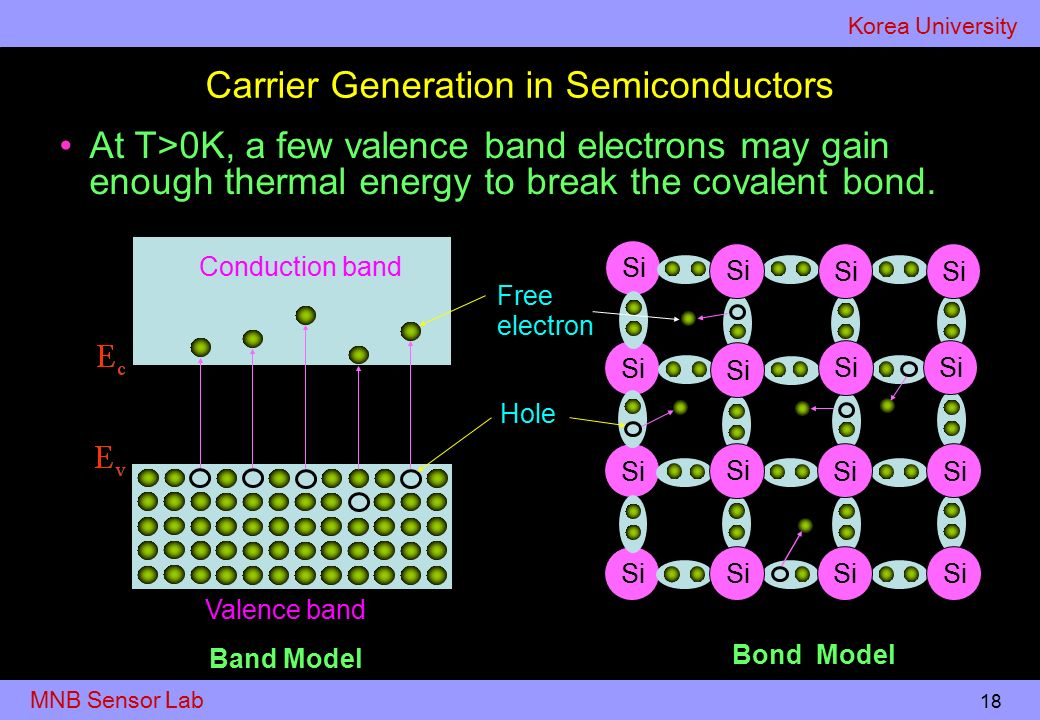 Korea University
Carrier Generation in Semiconductors
• At T>0K, a few valence band electrons may gain
enough thermal energy to break the covalent bond.
Conduction band
Free
electron
Ec
Hole
Ev
Valence band
Band Model
Si Si Si Si
Si Si Si Si
Si Si Si Si
Si Si Si Si
Bond Model
MNB Sensor Lab
18